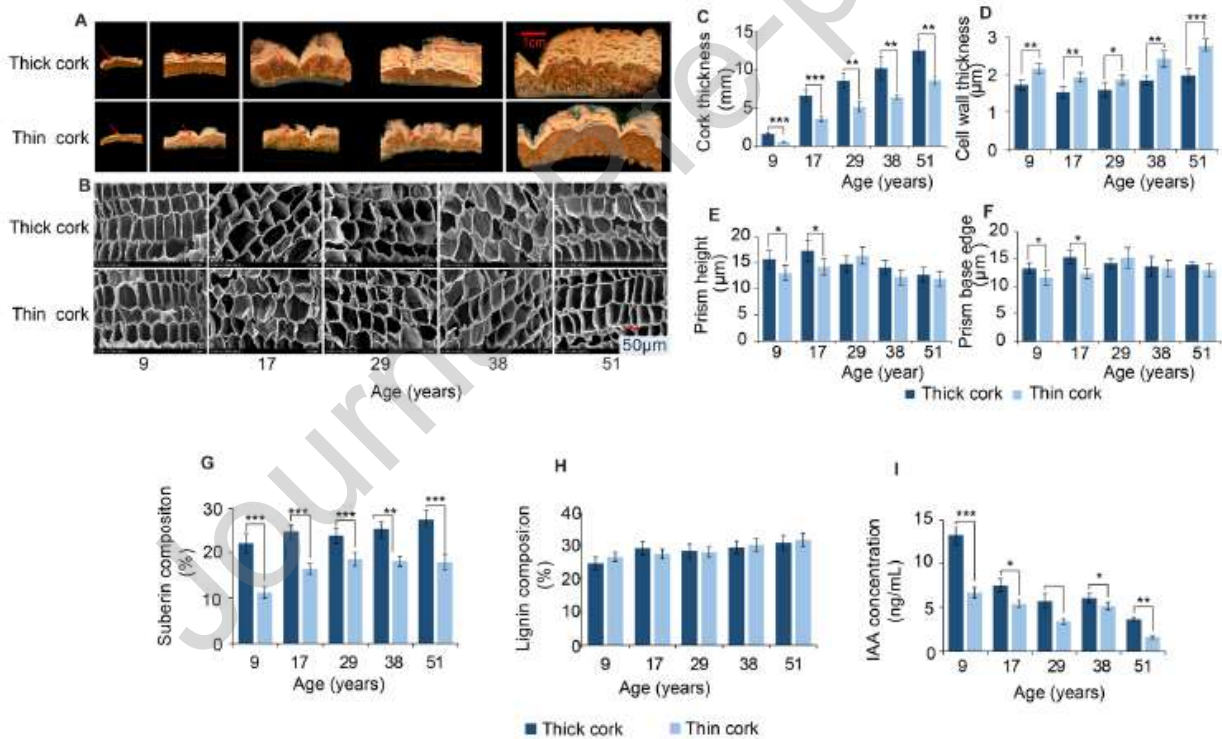 A
Thick cork
1cm
Thin cork
B
Thick cork
Thin cork
50µm
9 17 29 38 51
Age (years)
C
Cork thickness
(mm)
15
10
5
0
*** *** ** ** **
9 17 29 38 51
Age (years)
D
Cell wall thickness
(µm)
3
2
1
0
** ** * ** ***
9 17 29 38 51
Age (years)
E
Prism height
(µm)
20
15
10
5
0
* *
9 17 29 38 51
Age (year)
F
Prism base edge
(µm )
20
15
10
5
0
* *
9 17 29 38 51
Age (years)
Thick cork Thin cork
G
Suberin compositon
(%)
30
20
10
0
*** *** *** ** ***
9 17 29 38 51
Age (years)
H
Lignin compositon
(%)
40
30
20
10
0
9 17 29 38 51
Age (years)
I
IAA concentration
(ng/mL)
15
10
5
0
*** * * **
9 17 29 38 51
Age (years)
Thick cork Thin cork